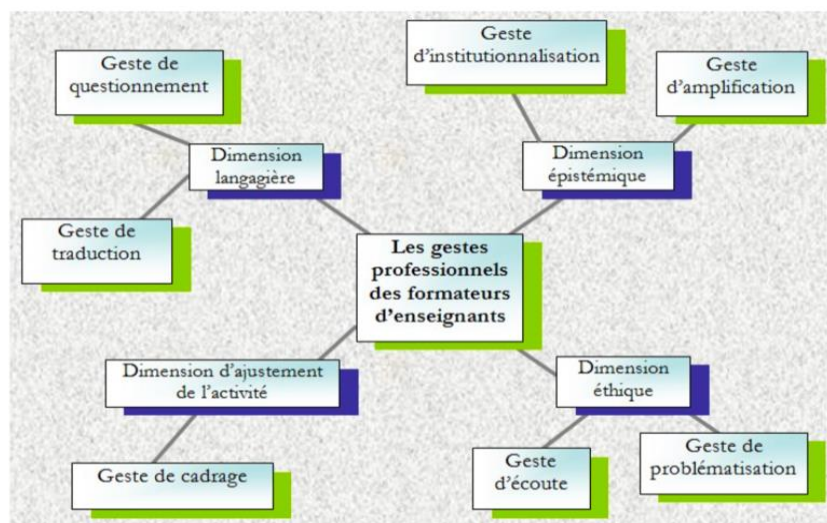 Geste de
questionnement
Geste
d'institutionnalisation
Geste
d'amplification
Dimension
langagière
Dimension
épistémique
Geste de
traduction
Les gestes
professionnels
des formateurs
d'enseignants
Dimension d'ajustement
de l'activité
Dimension
éthique
Geste de cadrage
Geste
d'écoute
Geste de
problématisation